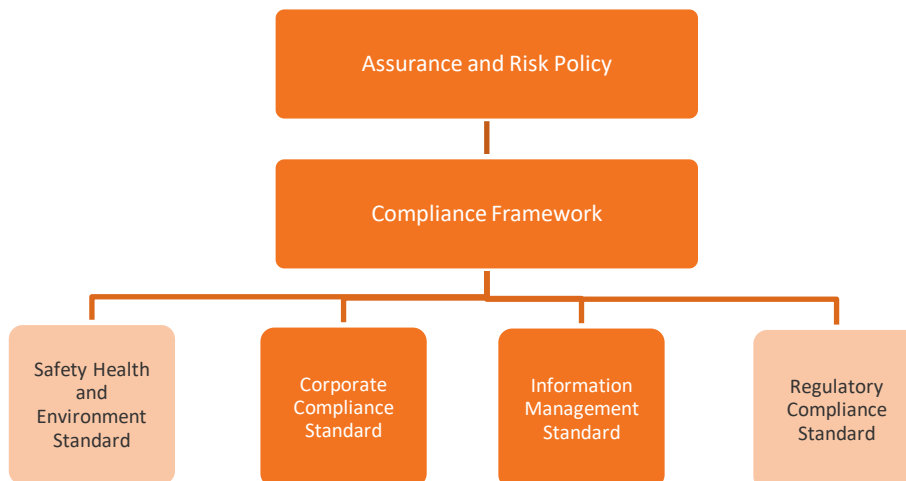 Assurance and Risk Policy
Compliance Framework
Safety Health
and
Environment
Standard
Corporate
Compliance
Standard
Information
Management
Standard
Regulatory
Compliance
Standard